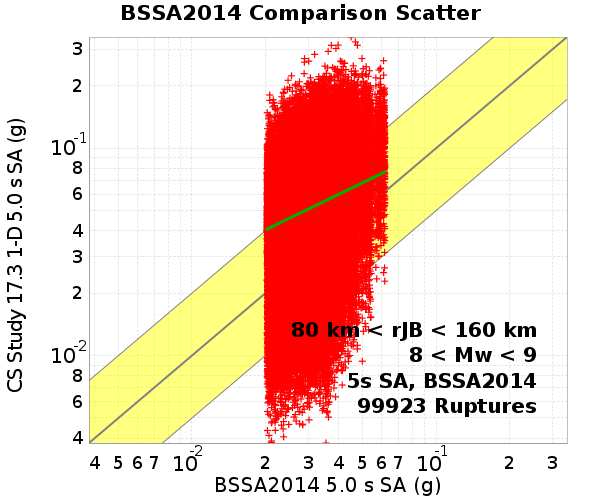 BSSA2014 Comparison Scatter
CS Study 17.3 1-D 5.0 s SA (g)
3
2
10-1
8
6
4
3
2
10-2
8
6
4
80 km < rJB < 160 km
8 < Mw < 9
5s SA, BSSA2014
99923 Ruptures
4 5 6 7 10-2 2 3 4 5 6 7 10-1 2 3
BSSA2014 5.0 s SA (g)